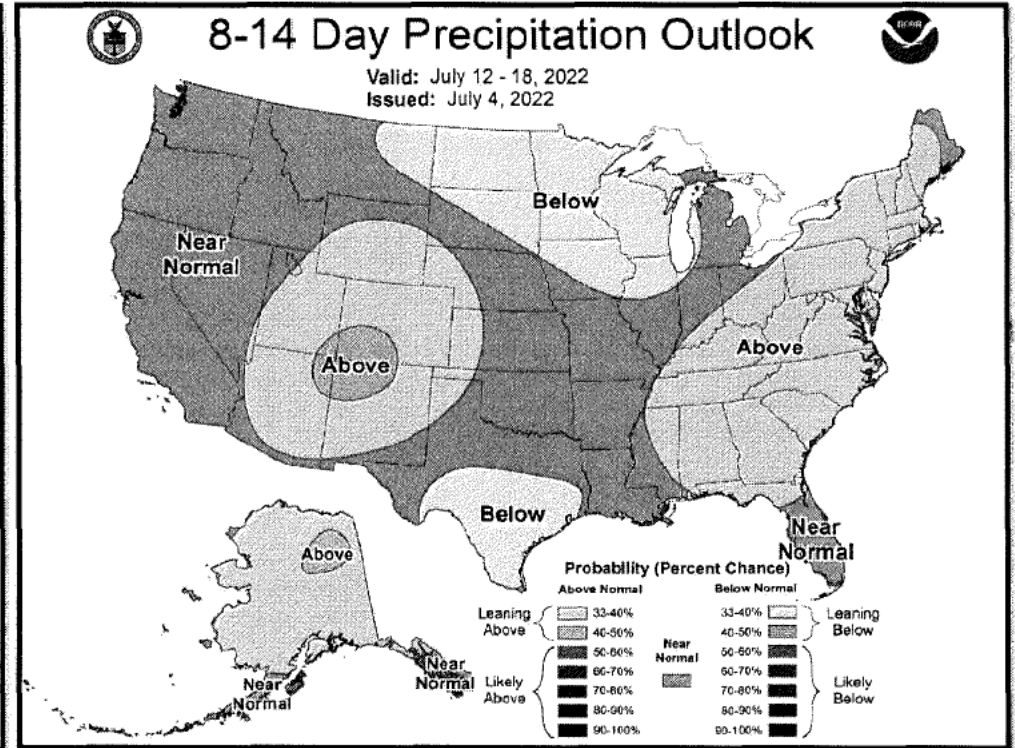 8-14 Day Precipitation Outlook
Valid: July 12 - 18, 2022
Issued: July 4, 2022
Below
Near
Normal
Above
Above
Below
Near
Normal
Above
Near
Normal
Near
Normal
Probability (Percent Chance)
Above Normal
Below Normal
Leaning
Above
33-40%
40-50%
Likely
Above
50-60%
60-70%
70-80%
80-90%
90-100%
Near
Normal
33-40%
40-50%
Leaning
Below
50-60%
60-70%
70-80%
80-90%
90-100%
Likely
Below